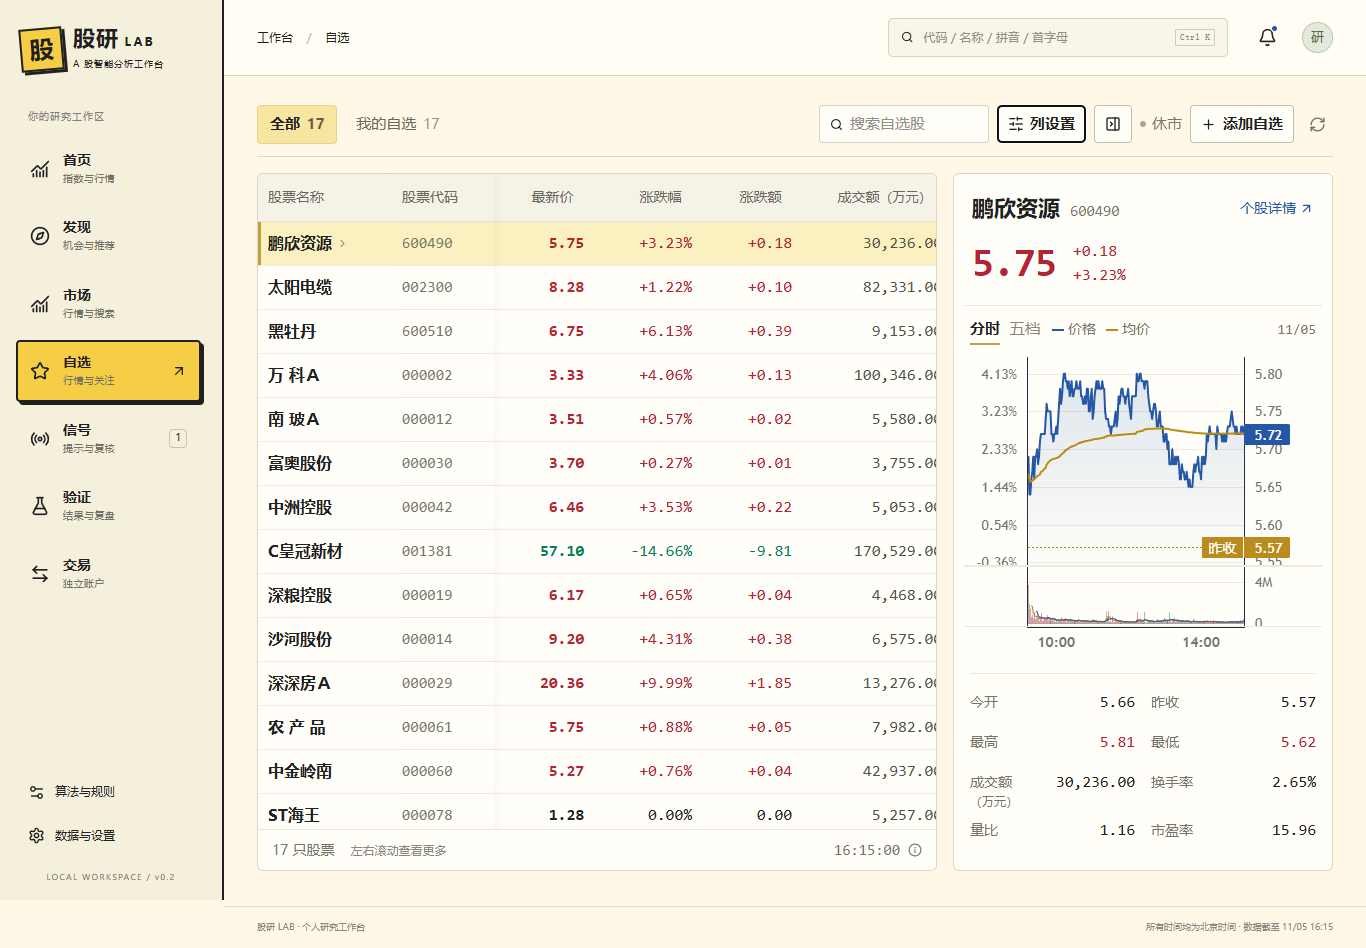 股
股研 LAB
A 股智能分析工作台
你的研究工作区
首页
指数与行情
发现
机会与推荐
市场
行情与搜索
自选
行情与关注
信号
提示与复核
1
验证
结果与复盘
交易
独立账户
算法与规则
数据与设置
LOCAL WORKSPACE / v0.2
工作台 / 自选
代码 / 名称 / 拼音 / 首字母
Ctrl K
研
全部 17
我的自选 17
搜索自选股
列设置
休市
添加自选
股票名称 股票代码 最新价 涨跌幅 涨跌额 成交额 (万元)
鹏欣资源 600490 5.75 +3.23% +0.18 30,236.00
太阳电缆 002300 8.28 +1.22% +0.10 82,331.00
黑牡丹 600510 6.75 +6.13% +0.39 9,153.00
万 科A 000002 3.33 +4.06% +0.13 100,346.00
南 玻A 000012 3.51 +0.57% +0.02 5,580.00
富奥股份 000030 3.70 +0.27% +0.01 3,755.00
中洲控股 000042 6.46 +3.53% +0.22 5,053.00
C皇冠新材 001381 57.10 -14.66% -9.81 170,529.00
深粮控股 000019 6.17 +0.65% +0.04 4,468.00
沙河股份 000014 9.20 +4.31% +0.38 6,575.00
深深房A 000029 20.36 +9.99% +1.85 13,276.00
农 产 品 000061 5.75 +0.88% +0.05 7,982.00
中金岭南 000060 5.27 +0.76% +0.04 42,937.00
ST海王 000078 1.28 0.00% 0.00 5,257.00
17 只股票 左右滚动查看更多 16:15:00
鹏欣资源 600490
个股详情
5.75
+0.18
+3.23%
分时 五档 价格 均价 11/05
4.13% 5.80
3.23% 5.75
5.72
2.33% 5.70
1.44% 5.65
0.54% 5.60
昨收 5.57
-0.36% 5.55
4M
0
10:00 14:00
今开 5.66 昨收 5.57
最高 5.81 最低 5.62
成交额 30,236.00 换手率 2.65%
(万元)
量比 1.16 市盈率 15.96
股研 LAB · 个人研究工作台
所有时间均为北京时间 · 数据截至 11/05 16:15